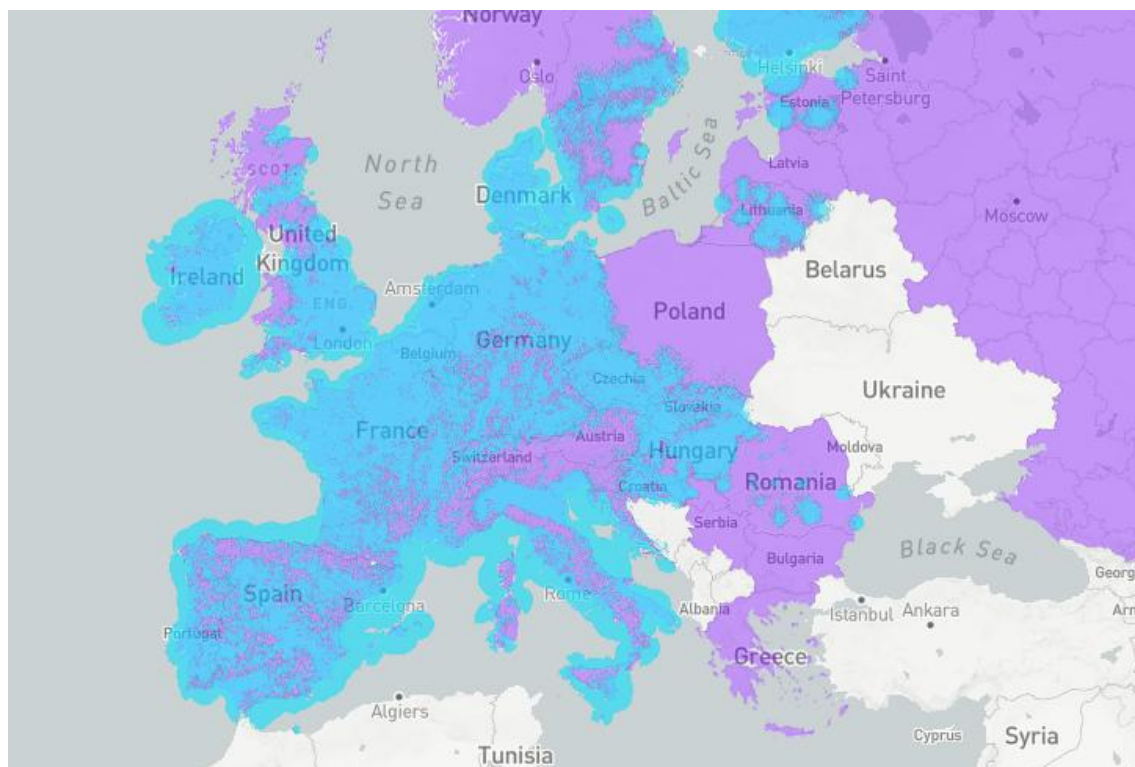 Norway
Oslo
Helsinki
Saint
Petersburg
Estonia
SCOT.
North
Sea
Baltic Sea
Latvia
Denmark
Lithuania
Moscow
United
Kingdom
Ireland
Belarus
Amsterdam
ENG.
Poland
London
Germany
Belgium
Czechia
Ukraine
Slovakia
France
Austria
Hungary
Moldova
Switzerland
Croatia
Romania
Serbia
Black Sea
Bulgaria
Georg
Spain
Rome
Barcelona
Albania
Istanbul
Ankara
Arm
Portugal
Greece
Algiers
Cyprus
Syria
Tunisia